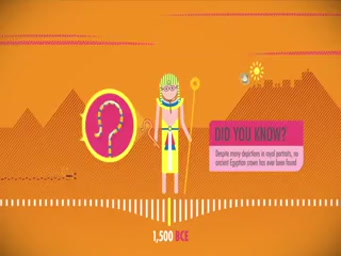 DID YOU KNOW?
Despite many depictions in royal portraits, no
ancient Egyptian crown has ever been found
1,500 BCE